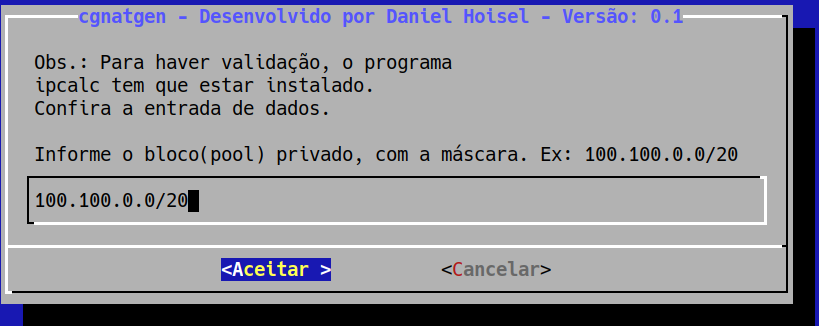 cgnatgen - Desenvolvido por Daniel Hoisel - Versão: 0.1
Obs.: Para haver validação, o programa
ipcalc tem que estar instalado.
Confira a entrada de dados.
Informe o bloco(pool) privado, com a máscara. Ex: 100.100.0.0/20
100.100.0.0/20
<Aceitar > <Cancelar>